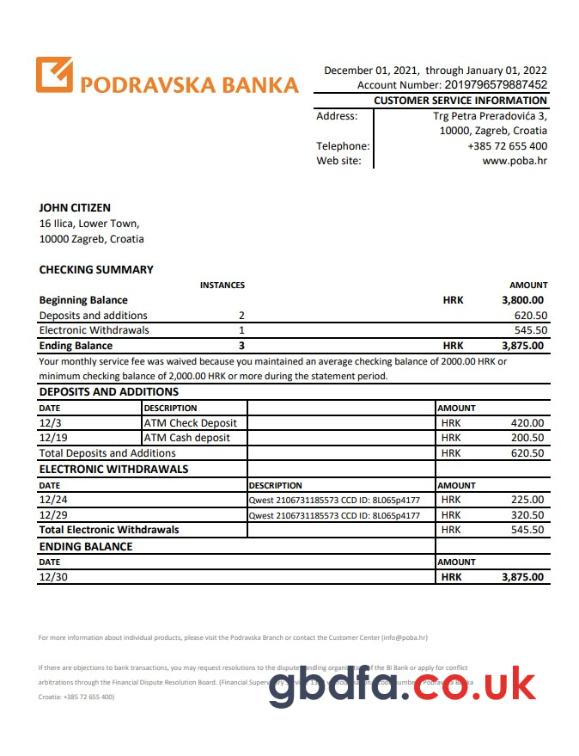 PODRAVSKA BANKA
December 01, 2021, through January 01, 2022
Account Number: 2019796579887452
CUSTOMER SERVICE INFORMATION
Address: Trg Petra Preradovića 3,
10000, Zagreb, Croatia
Telephone: +385 72 655 400
Web site: www.poba.hr
JOHN CITIZEN
16 Ilica, Lower Town,
10000 Zagreb, Croatia
CHECKING SUMMARY
INSTANCES AMOUNT
Beginning Balance HRK 3,800.00
Deposits and additions 2 620.50
Electronic Withdrawals 1 545.50
Ending Balance 3 HRK 3,875.00
Your monthly service fee was waived because you maintained an average checking balance of 2000.00 HRK or
minimum checking balance of 2,000.00 HRK or more during the statement period.
DEPOSITS AND ADDITIONS
DATE DESCRIPTION AMOUNT
12/3 ATM Check Deposit HRK 420.00
12/19 ATM Cash deposit HRK 200.50
Total Deposits and Additions HRK 620.50
ELECTRONIC WITHDRAWALS
DATE DESCRIPTION AMOUNT
12/24 Qwest 2106731185573 CCD ID: 8L065p4177 HRK 225.00
12/29 Qwest 2106731185573 CCD ID: 8L065p4177 HRK 320.50
Total Electronic Withdrawals HRK 545.50
ENDING BALANCE
DATE AMOUNT
12/30 HRK 3,875.00
For more information about individual products, please visit the Podravska Branch or contact the Customer Center (info@poba.hr)
If there are objections to bank transactions, you may request resolutions to the dispute of the BI Bank or apply for conflict
arbitrations through the Financial Dispute Resolution Board. (Financial
Croatia: +385 72 655 400)
gbdfa.co.uk